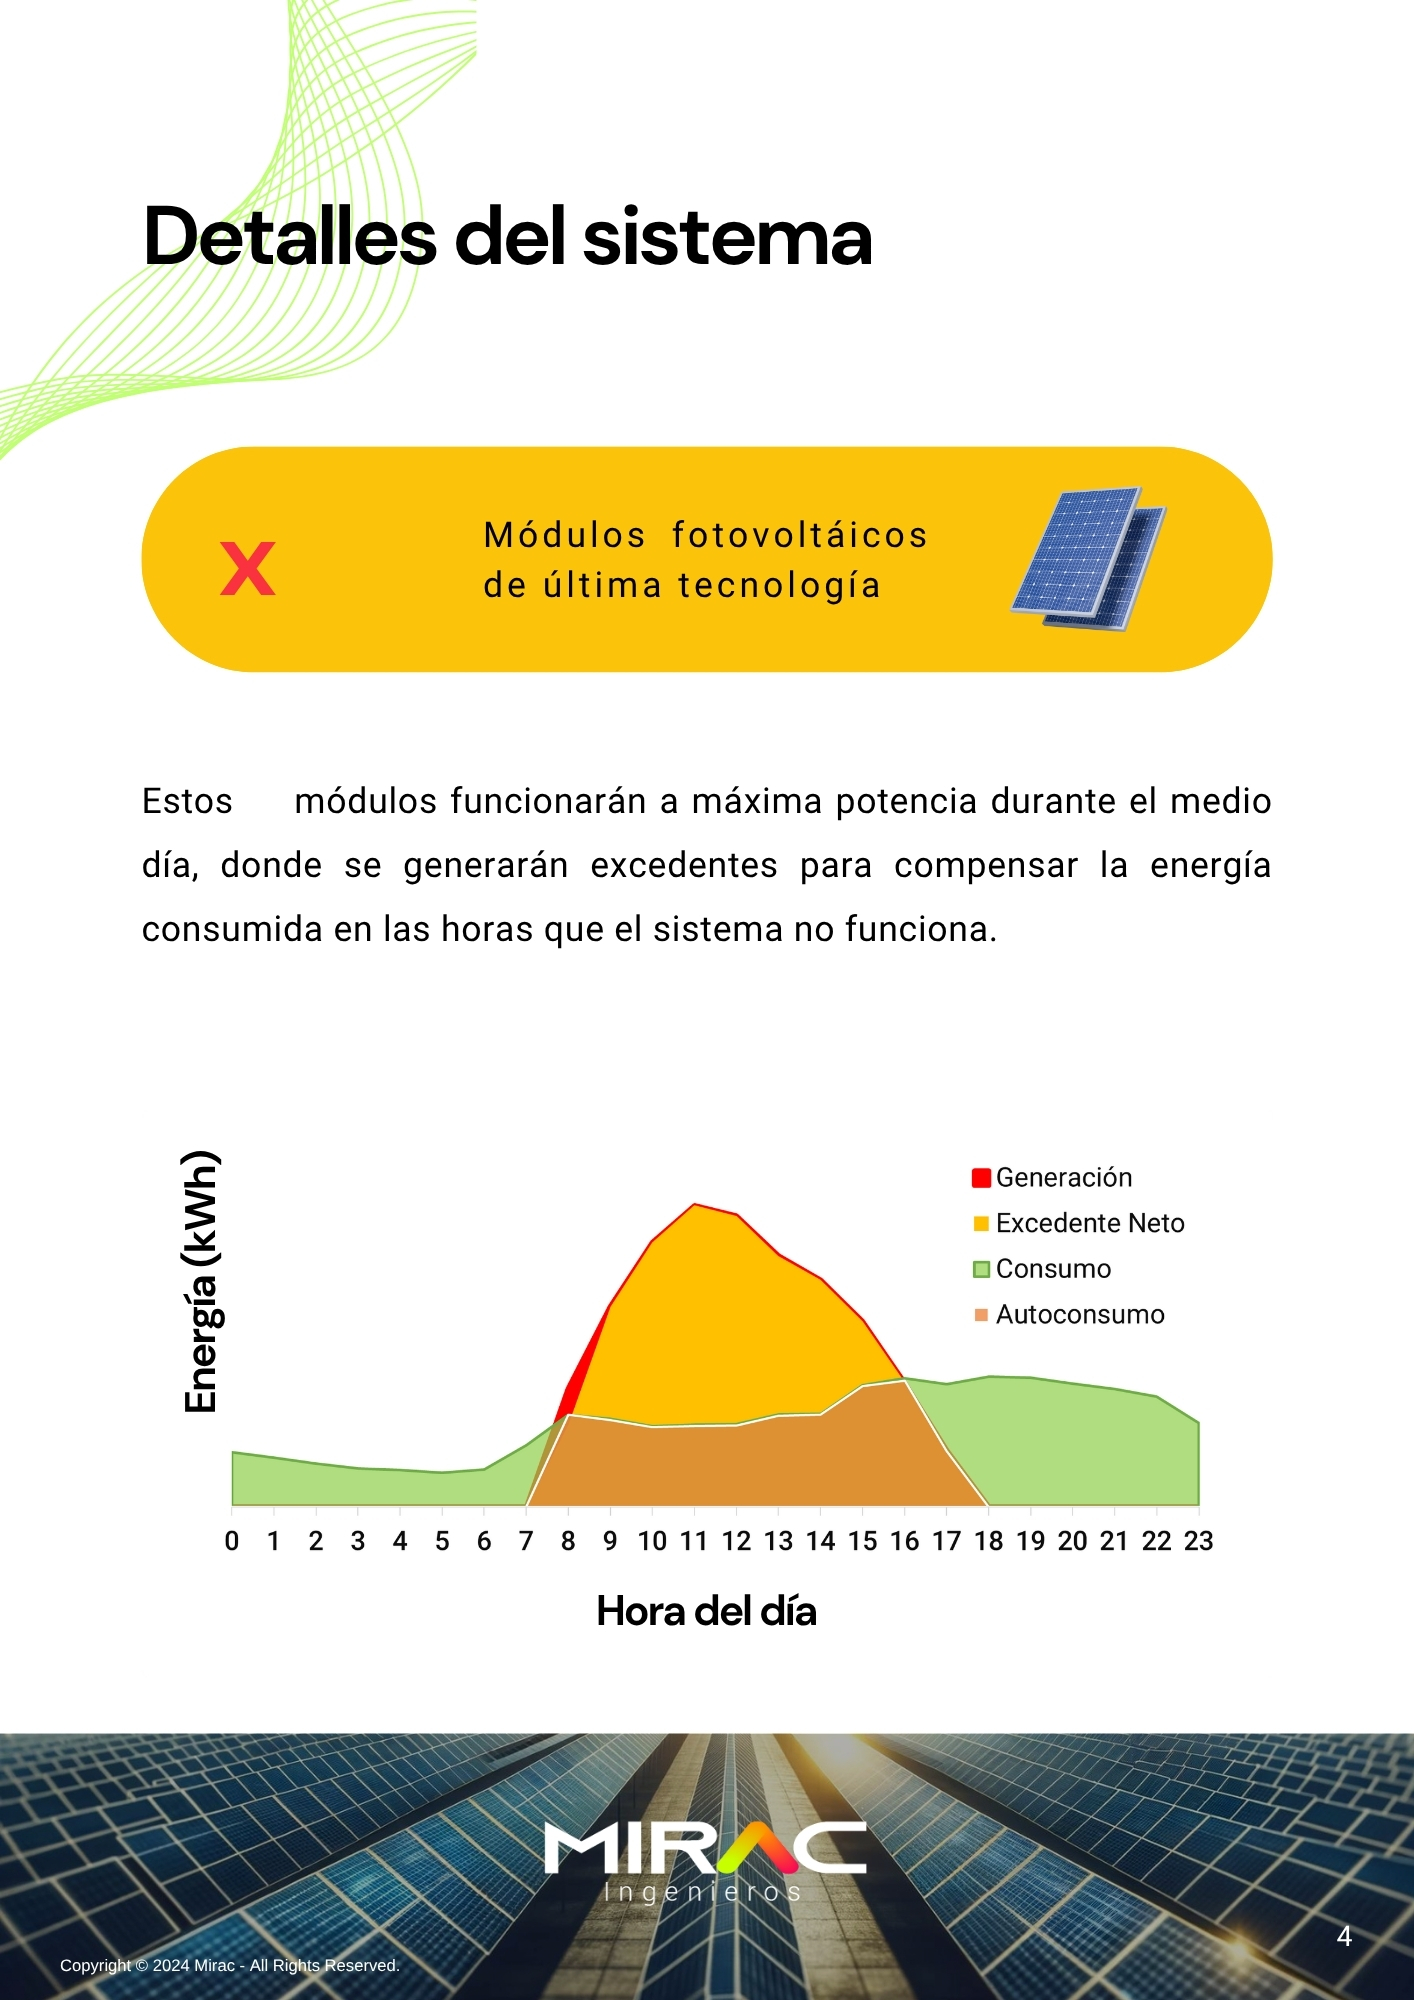 Detalles del sistema
x
Módulos fotovoltáicos
de última tecnología
Estos módulos funcionarán a máxima potencia durante el medio
día, donde se generarán excedentes para compensar la energía
consumida en las horas que el sistema no funciona.
Energía (kWh)
Generación
Excedente Neto
Consumo
Autoconsumo
0 1 2 3 4 5 6 7 8 9 10 11 12 13 14 15 16 17 18 19 20 21 22 23
Hora del día
MIRAC
Ingenieros
4
Copyright © 2024 Mirac - All Rights Reserved.